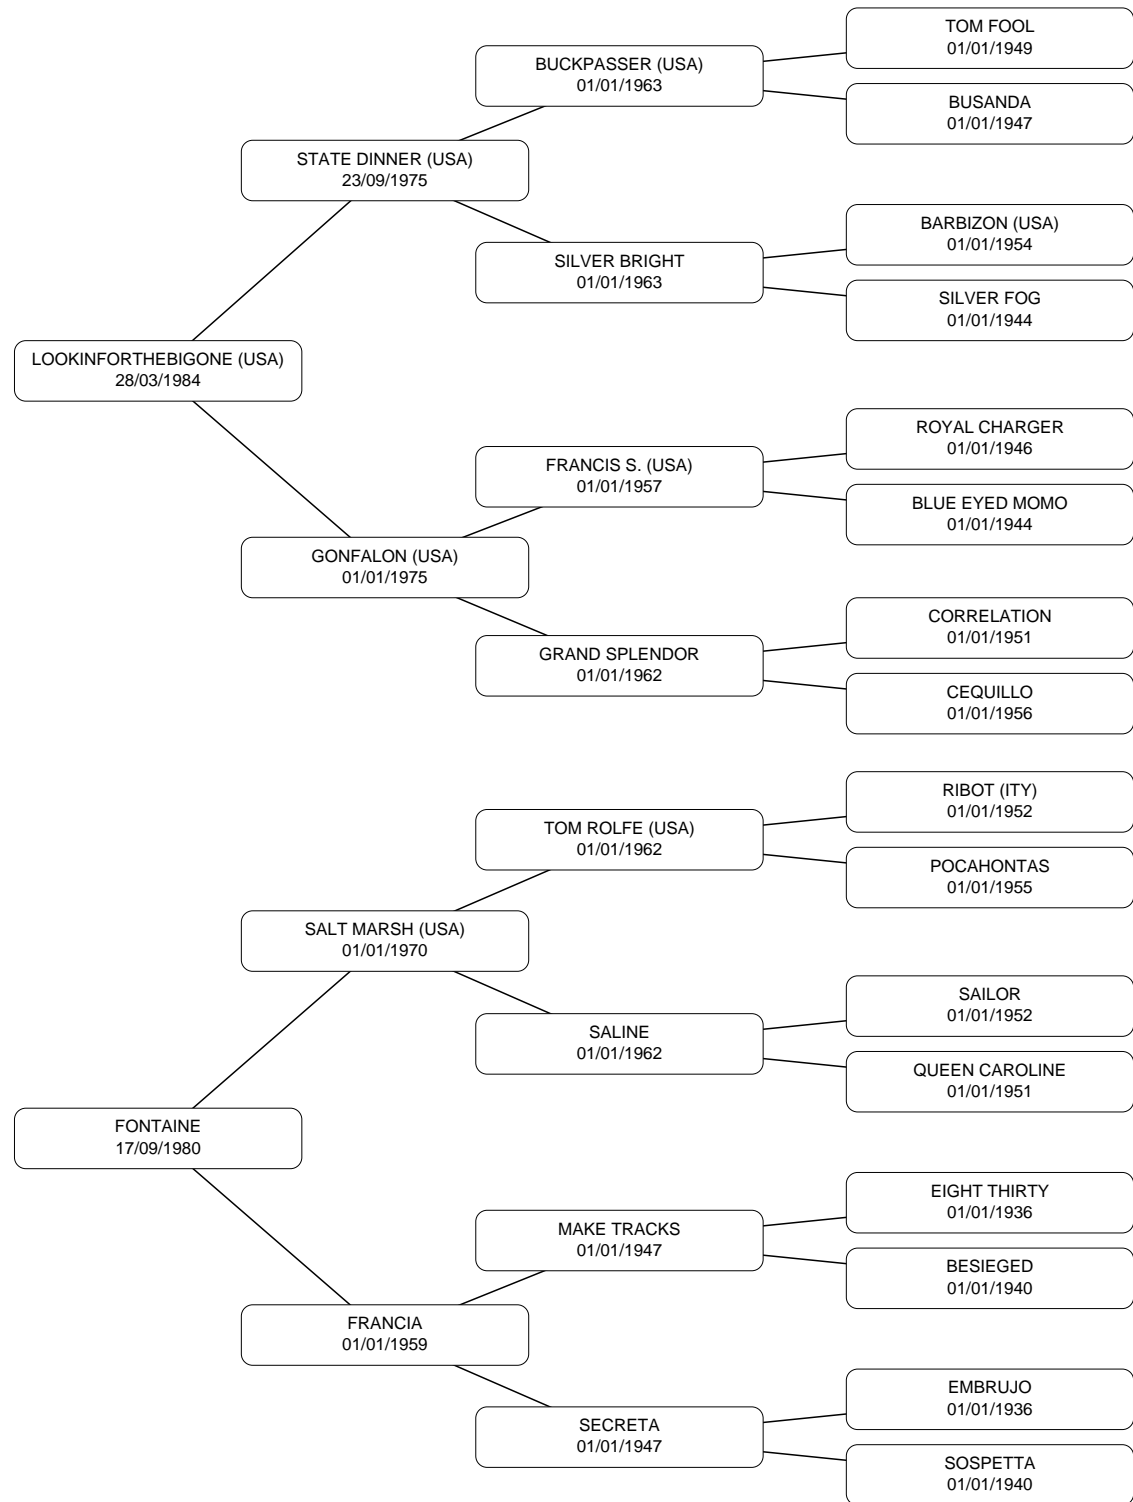 TOM FOOL
01/01/1949
BUCKPASSER (USA)
01/01/1963
BUSANDA
01/01/1947
STATE DINNER (USA)
23/09/1975
BARBIZON (USA)
01/01/1954
SILVER BRIGHT
01/01/1963
SILVER FOG
01/01/1944
LOOKINFORTHEBIGONE (USA)
28/03/1984
ROYAL CHARGER
01/01/1946
FRANCIS S. (USA)
01/01/1957
BLUE EYED MOMO
01/01/1944
GONFALON (USA)
01/01/1975
CORRELATION
01/01/1951
GRAND SPLENDOR
01/01/1962
CEQUILLO
01/01/1956
RIBOT (ITY)
01/01/1952
TOM ROLFE (USA)
01/01/1962
POCAHONTAS
01/01/1955
SALT MARSH (USA)
01/01/1970
SAILOR
01/01/1952
SALINE
01/01/1962
QUEEN CAROLINE
01/01/1951
FONTAINE
17/09/1980
EIGHT THIRTY
01/01/1936
MAKE TRACKS
01/01/1947
BESIEGED
01/01/1940
FRANCIA
01/01/1959
EMBRUJO
01/01/1936
SECRETA
01/01/1947
SOSPETTA
01/01/1940